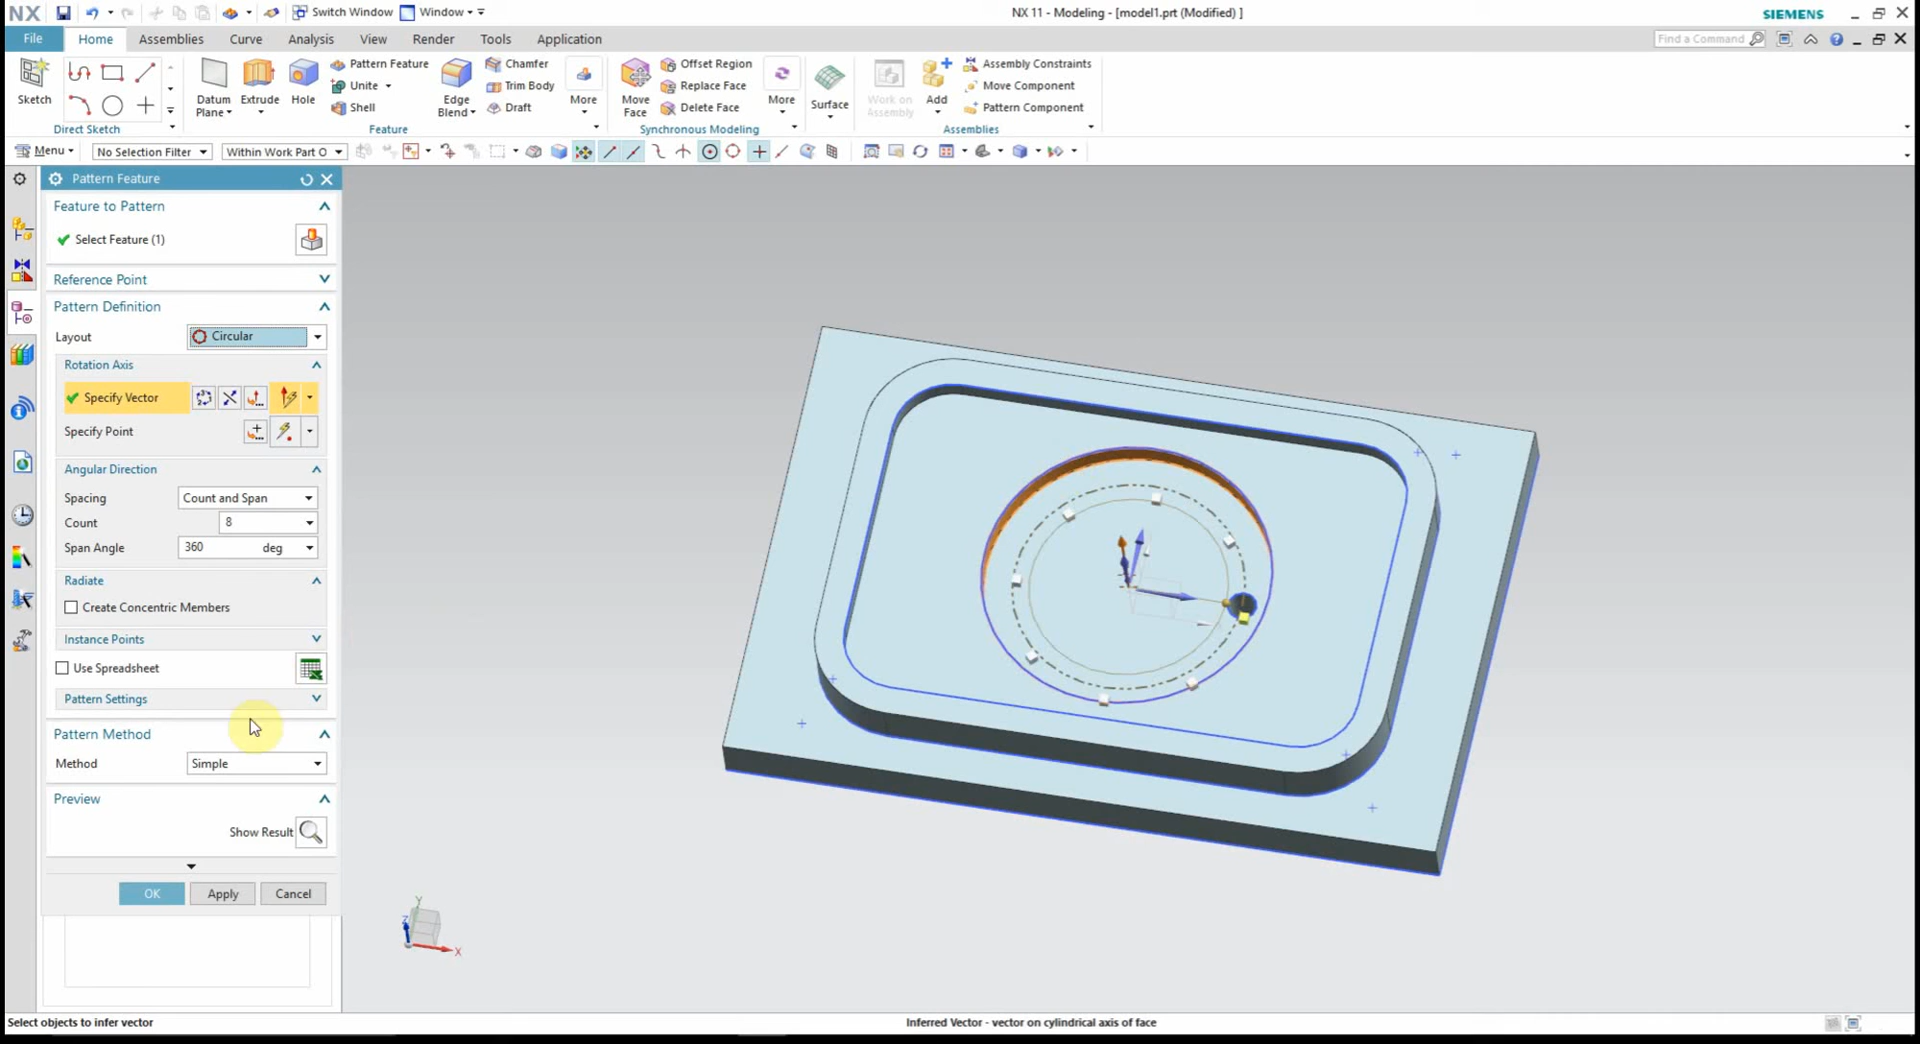 NX
Switch Window
Window
NX 11 - Modeling - [model1.prt (Modified) ]
SIEMENS
File
Home
Assemblies
Curve
Analysis
View
Render
Tools
Application
Find a Command
Sketch
Direct Sketch
Datum
Plane
Extrude
Hole
Pattern Feature
Unite
Shell
Edge
Blend
Chamfer
Trim Body
Draft
More
Feature
Move
Face
Offset Region
Replace Face
Delete Face
More
Synchronous Modeling
Surface
Work on
Assembly
Add
Assembly Constraints
Move Component
Pattern Component
Assemblies
Menu
No Selection Filter
Within Work Part O
Pattern Feature
Feature to Pattern
Select Feature (1)
Reference Point
Pattern Definition
Layout
Circular
Rotation Axis
Specify Vector
Specify Point
Angular Direction
Spacing
Count and Span
Count
8
Span Angle
360
deg
Radiate
Create Concentric Members
Instance Points
Use Spreadsheet
Pattern Settings
Pattern Method
Method
Simple
Preview
Show Result
OK
Apply
Cancel
Y
Z
X
Select objects to infer vector
Inferred Vector - vector on cylindrical axis of face